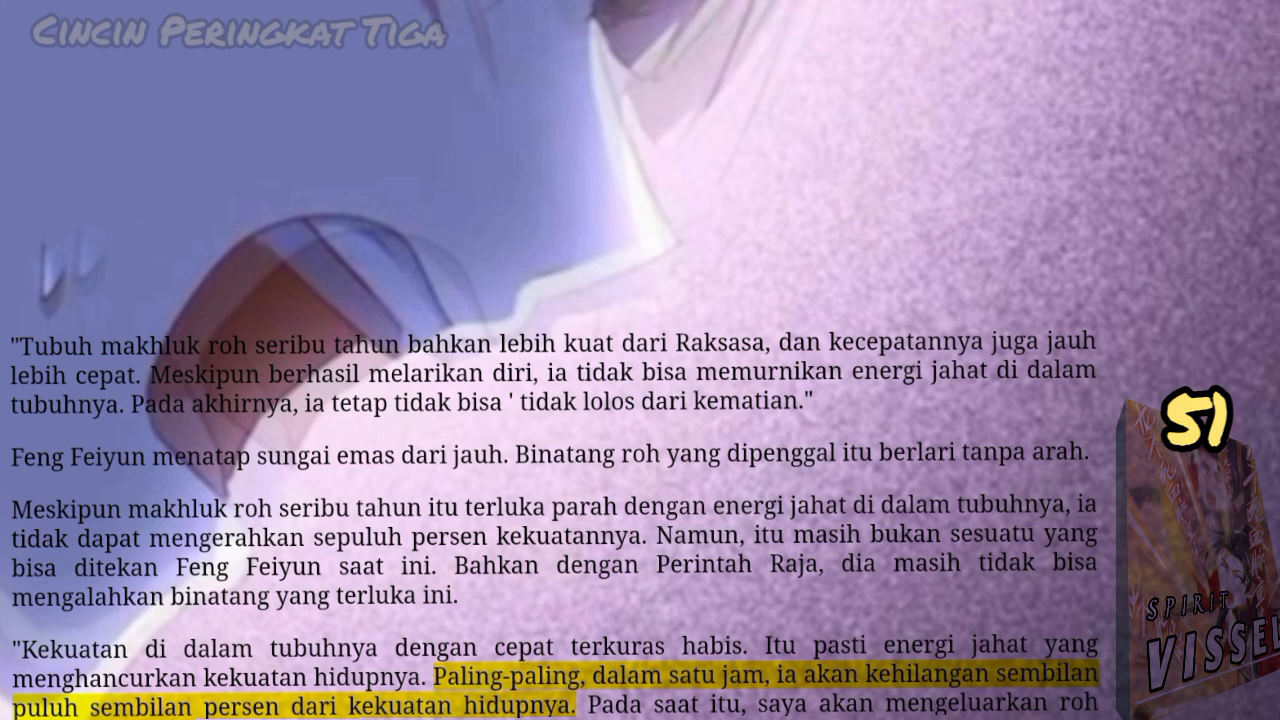 Cincin Peringkat Tiga
"Tubuh makhluk roh seribu tahun bahkan lebih kuat dari Raksasa, dan kecepatannya juga jauh
lebih cepat. Meskipun berhasil melarikan diri, ia tidak bisa memurnikan energi jahat di dalam
tubuhnya. Pada akhirnya, ia tetap tidak bisa ' tidak lolos dari kematian."
Feng Feiyun menatap sungai emas dari jauh. Binatang roh yang dipenggal itu berlari tanpa arah.
Meskipun makhluk roh seribu tahun itu terluka parah dengan energi jahat di dalam tubuhnya, ia
tidak dapat mengerahkan sepuluh persen kekuatannya. Namun, itu masih bukan sesuatu yang
bisa ditekan Feng Feiyun saat ini. Bahkan dengan Perintah Raja, dia masih tidak bisa
mengalahkan binatang yang terluka ini.
"Kekuatan di dalam tubuhnya dengan cepat terkuras habis. Itu pasti energi jahat yang
menghancurkan kekuatan hidupnya. Paling-paling, dalam satu jam, ia akan kehilangan sembilan
puluh sembilan persen dari kekuatan hidupnya. Pada saat itu, saya akan mengeluarkan roh
51
SPIRIT
VISSEL